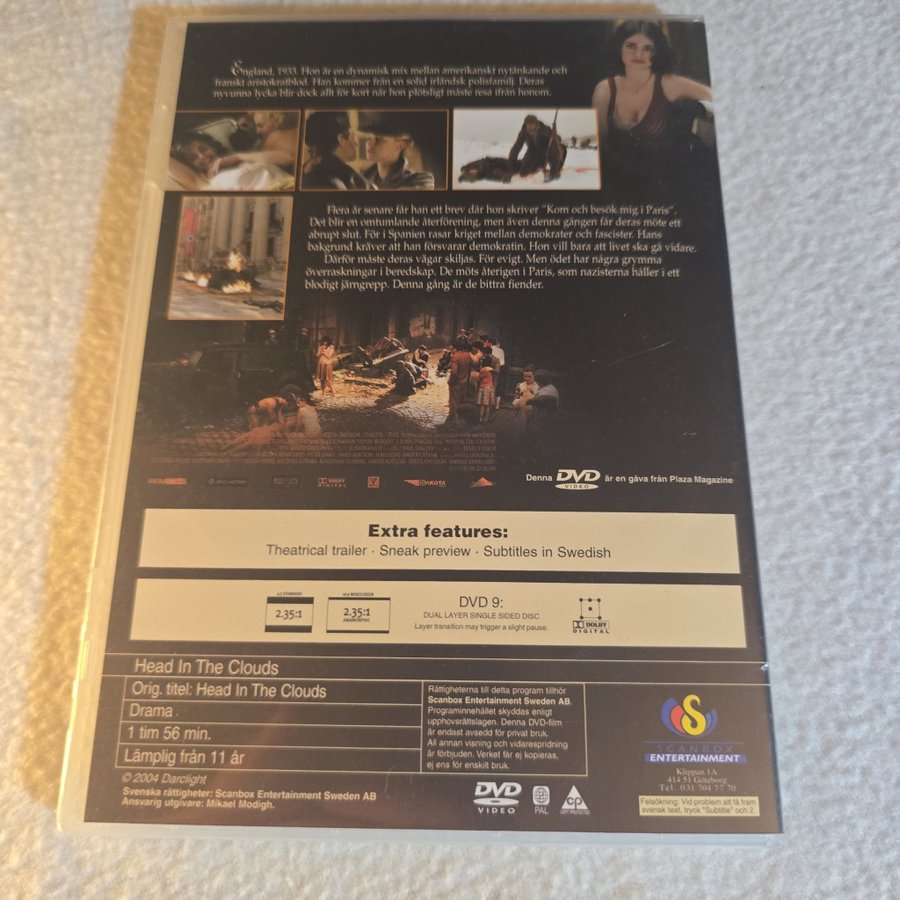 England, 1933. Hon är en dynamisk mix mellan amerikanskt nytänkande och
franskt aristokratblod. Han kommer från en solid irländsk polisfamilj. Deras
nyvunna lycka blir dock allt för kort när hon plötsligt måste resa ifrån honom.
Flera år senare får han ett brev där hon skriver "Kom och besök mig i Paris".
Det blir en omtumlande återförening, men även denna gången får deras möte ett
abrupt slut. För i Spanien rasar kriget mellan demokrater och fascister. Hans
bakgrund kräver att han försvarar demokratin. Hon vill bara att livet ska gå vidare.
Därför måste deras vägar skiljas. För evigt. Men ödet har några grymma
överraskningar i beredskap. De möts återigen i Paris, som nazisterna håller i ett
blodigt järngrepp. Denna gång är de bittra fiender.
DOLBY
DIGITAL
DAKOTA
Denna DVD VIDEO är en gåva från Plaza Magazine
Extra features:
Theatrical trailer · Sneak preview · Subtitles in Swedish
2.35:1
2.35:1
ANAMORPHIC
DVD 9:
DUAL LAYER SINGLE SIDED DISC
Layer transition may trigger a slight pause.
DOLBY
DIGITAL
Head In The Clouds
Orig. titel: Head In The Clouds
Drama
1 tim 56 min.
Lämplig från 11 år
© 2004 Darclight
Svenska rättigheter: Scanbox Entertainment Sweden AB
Ansvarig utgivare: Mikael Modigh.
Rättigheterna till detta program tillhör
Scanbox Entertainment Sweden AB.
Programinnehållet skyddas enligt
upphovsrättslagen. Denna DVD-film
är endast avsedd för privat bruk.
All annan visning och vidarespridning
är förbjuden. Verket får ej kopieras,
ej ens för enskilt bruk.
DVD
VIDEO
PAL
CP
COPY PROTECTED
S
SCANBOX
ENTERTAINMENT
Klippan 1A
414 51 Göteborg
Tel. 031 704 77 70
Felsökning: Vid problem att få fram
svensk text, tryck "Subtitle" och 2.